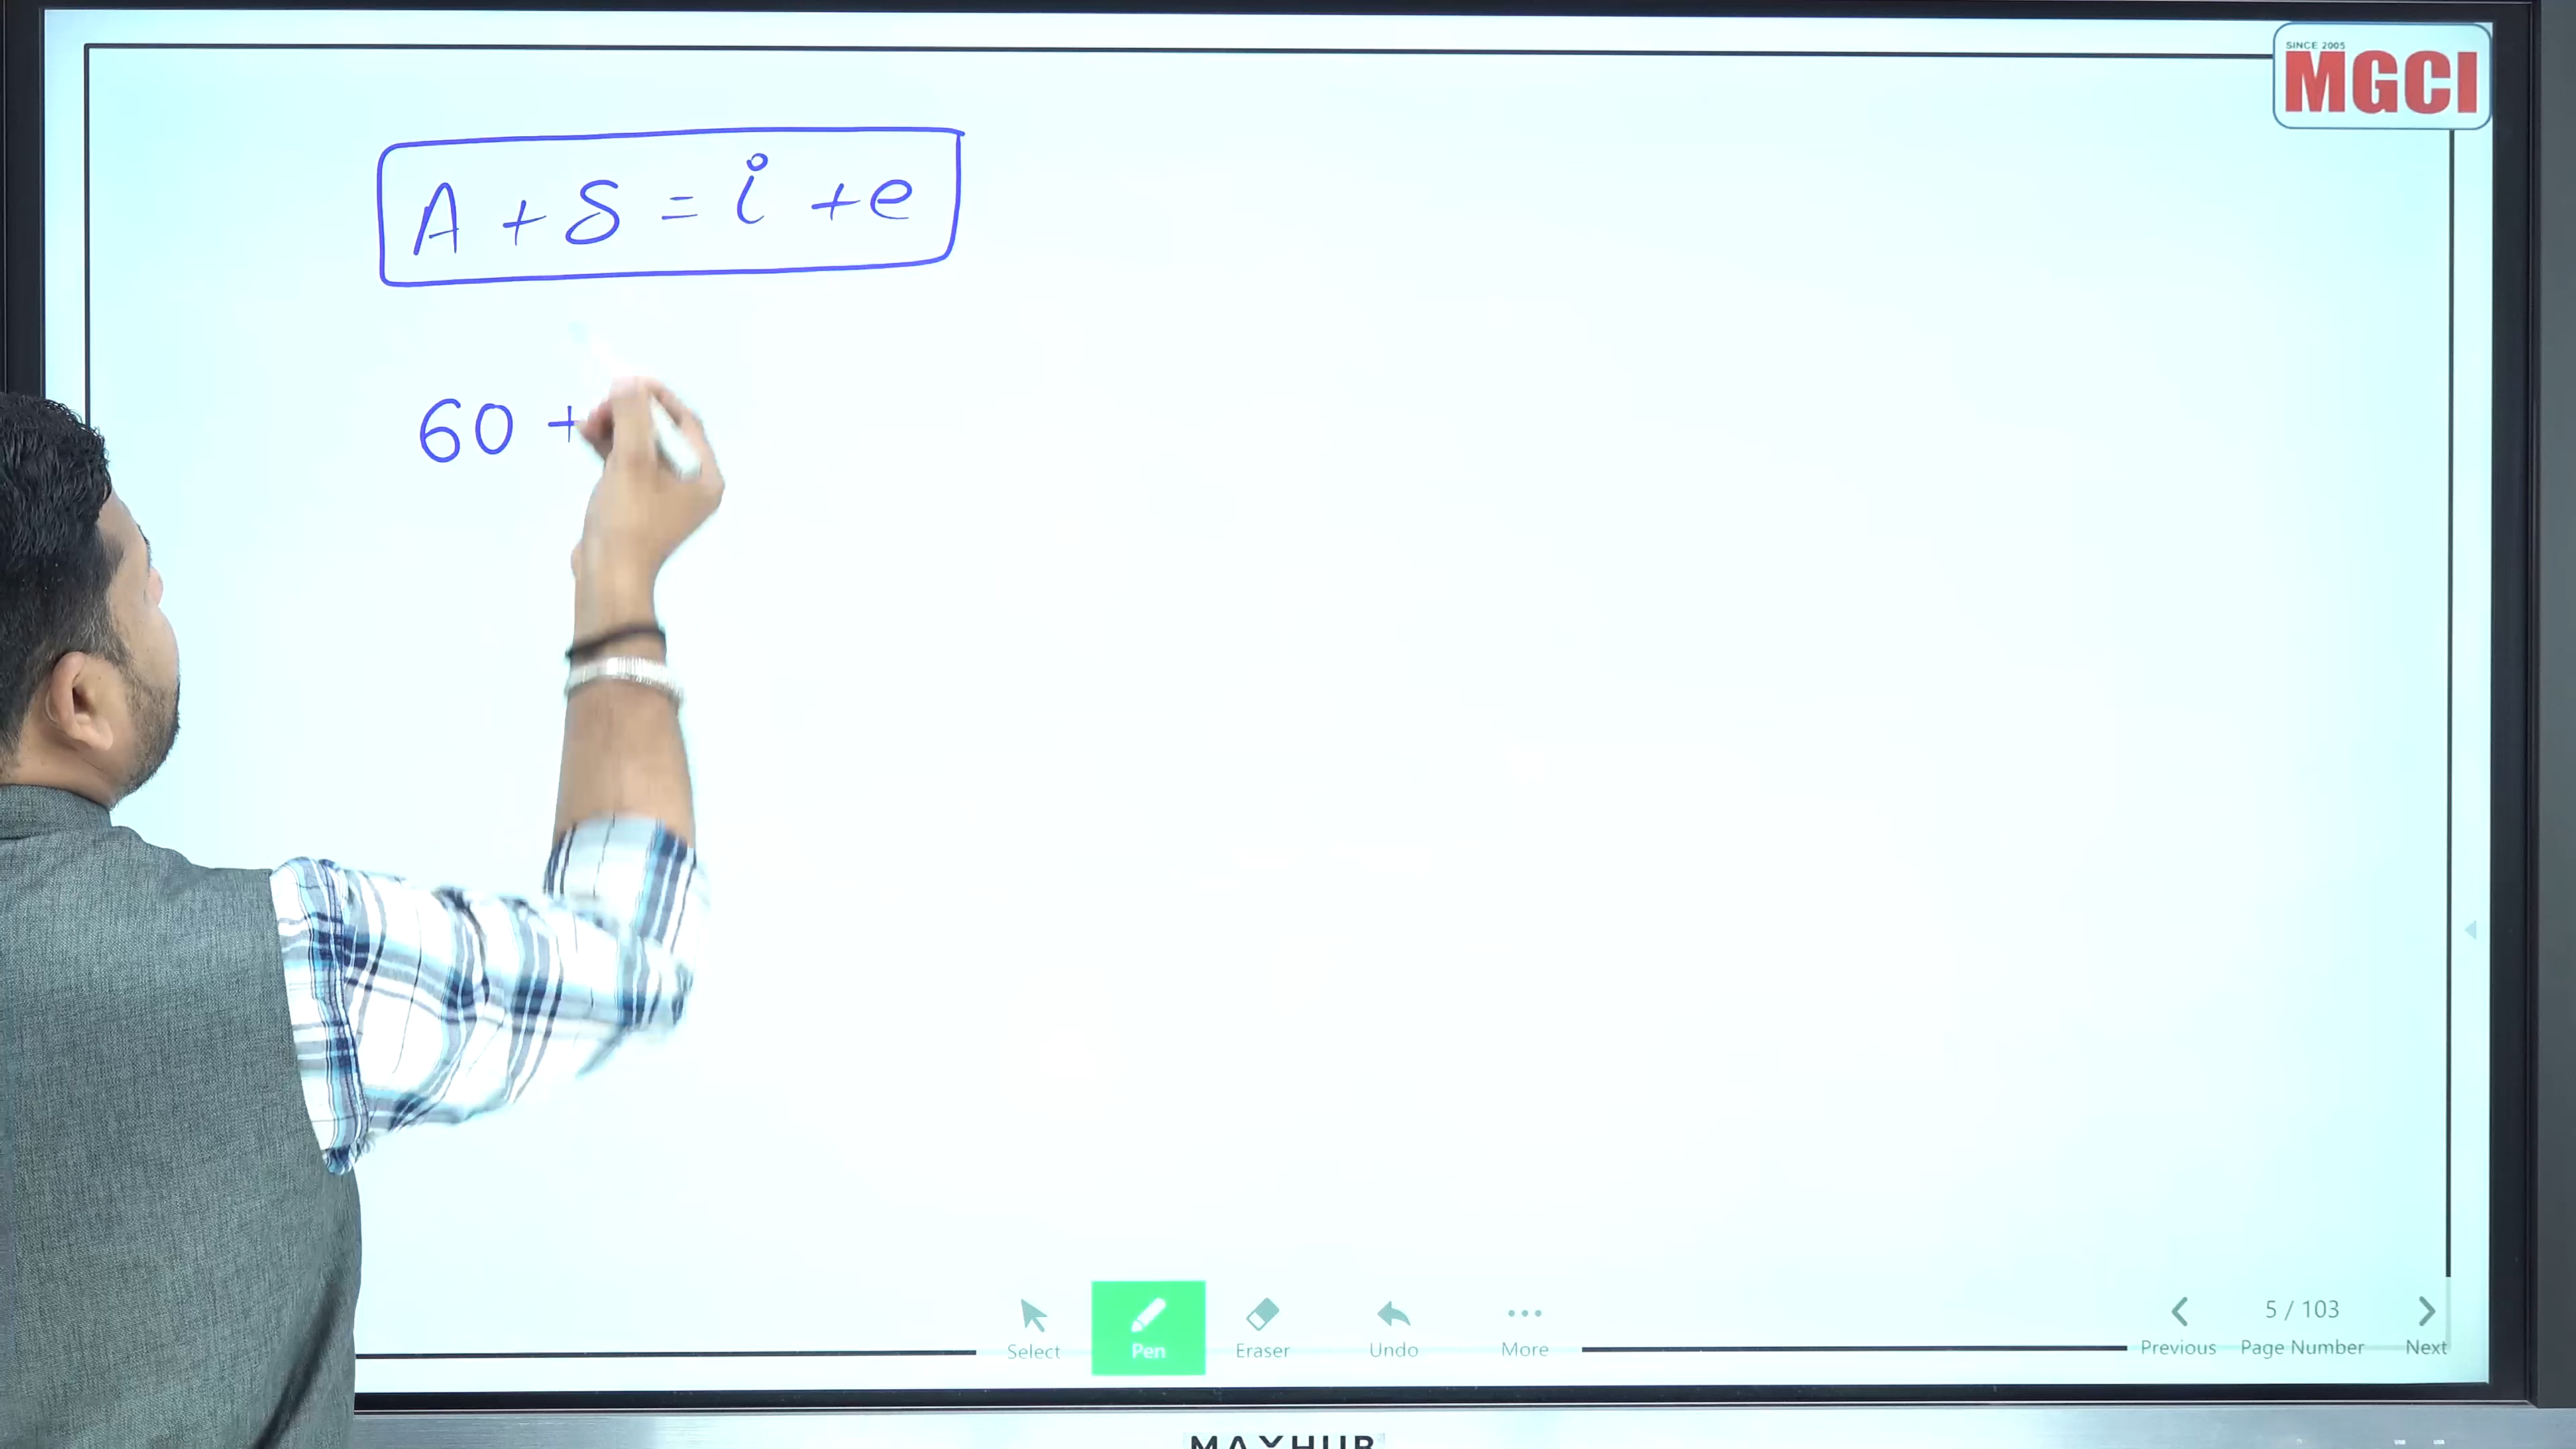 SINCE 2005
MGCI
A + δ = i + e
60 +
Select
Pen
Eraser
Undo
More
5 / 103
Previous
Page Number
Next
MAXHUB